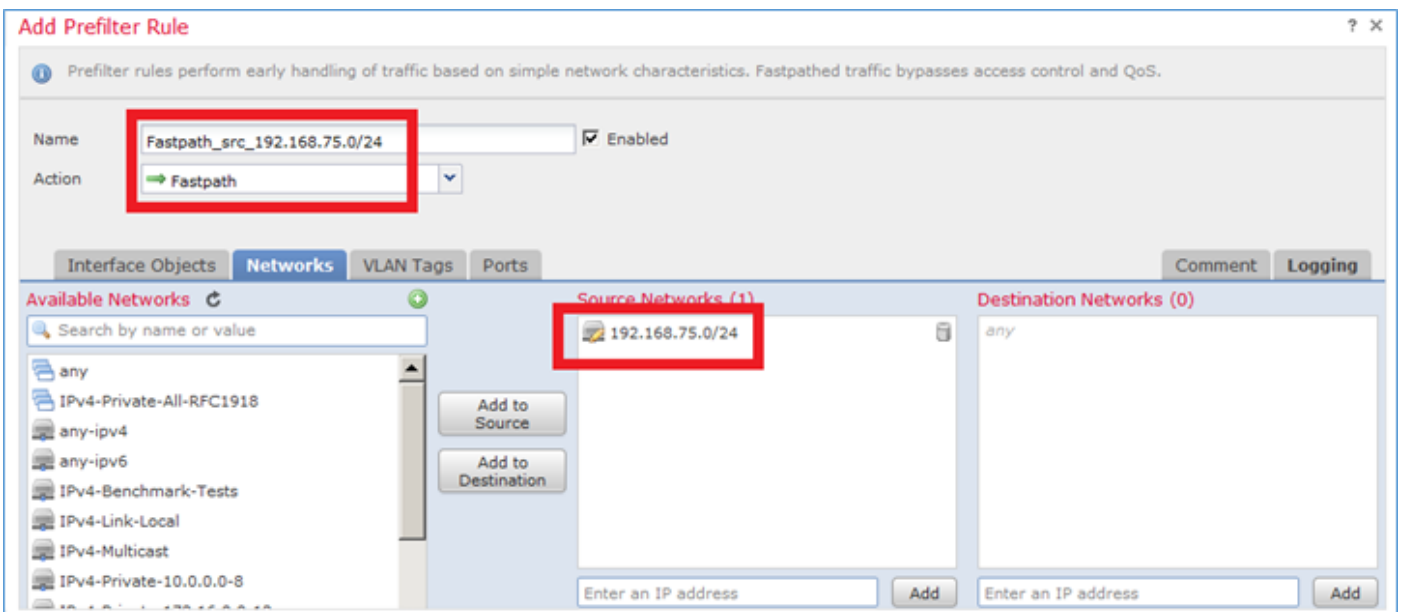 Add Prefilter Rule
?
Prefilter rules perform early handling of traffic based on simple network characteristics. Fastpathed traffic bypasses access control and QoS.
Name Fastpath_src_192.168.75.0/24 Enabled
Action Fastpath
Interface Objects Networks VLAN Tags Ports Comment Logging
Available Networks Source Networks (1) Destination Networks (0)
Search by name or value 192.168.75.0/24 any
any
IPv4-Private-All-RFC1918
any-ipv4
any-ipv6
IPv4-Benchmark-Tests
IPv4-Link-Local
IPv4-Multicast
IPv4-Private-10.0.0.0-8
Add to Source
Add to Destination
Enter an IP address Add Enter an IP address Add